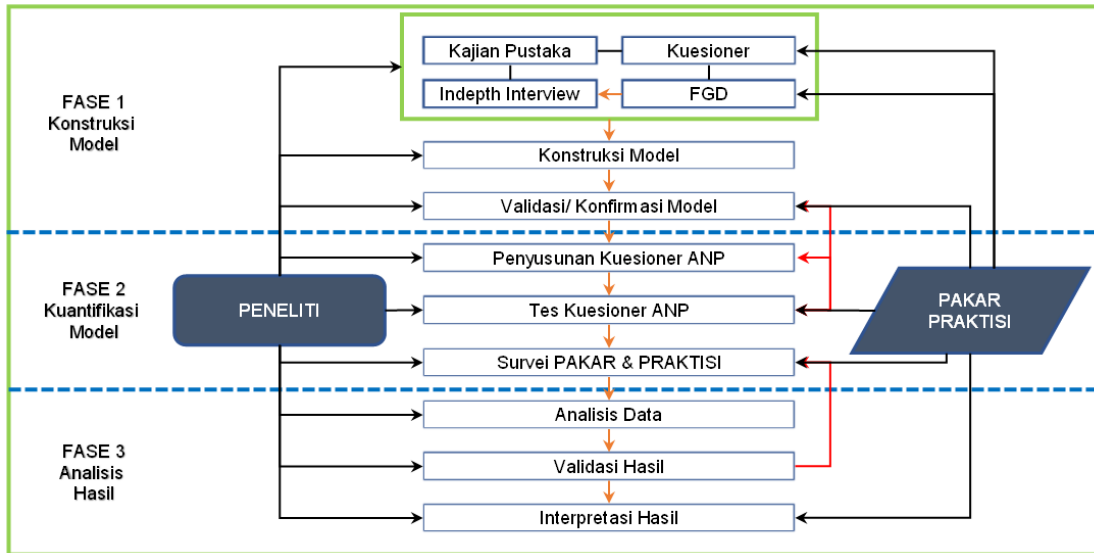 Kajian Pustaka
Kuesioner
Indepth Interview
FGD
FASE 1
Konstruksi
Model
Konstruksi Model
Validasi/ Konfirmasi Model
Penyusunan Kuesioner ANP
FASE 2
Kuantifikasi
Model
PENELITI
Tes Kuesioner ANP
PAKAR
PRAKTISI
Survei PAKAR & PRAKTISI
Analisis Data
FASE 3
Analisis
Hasil
Validasi Hasil
Interpretasi Hasil